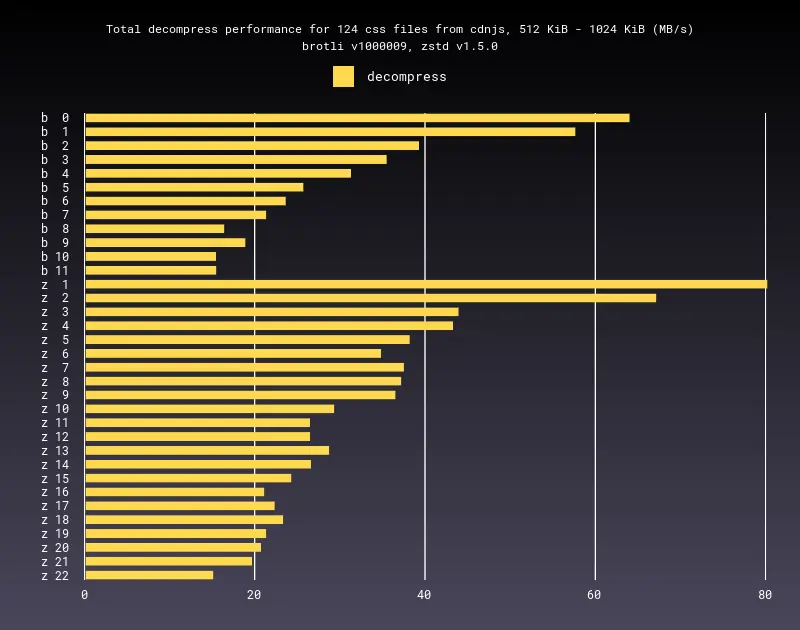 Total decompress performance for 124 css files from cdnjs, 512 KiB - 1024 KiB (MB/s)
brotli v1000009, zstd v1.5.0
decompress
b 0
b 1
b 2
b 3
b 4
b 5
b 6
b 7
b 8
b 9
b 10
b 11
z 1
z 2
z 3
z 4
z 5
z 6
z 7
z 8
z 9
z 10
z 11
z 12
z 13
z 14
z 15
z 16
z 17
z 18
z 19
z 20
z 21
z 22
0 20 40 60 80